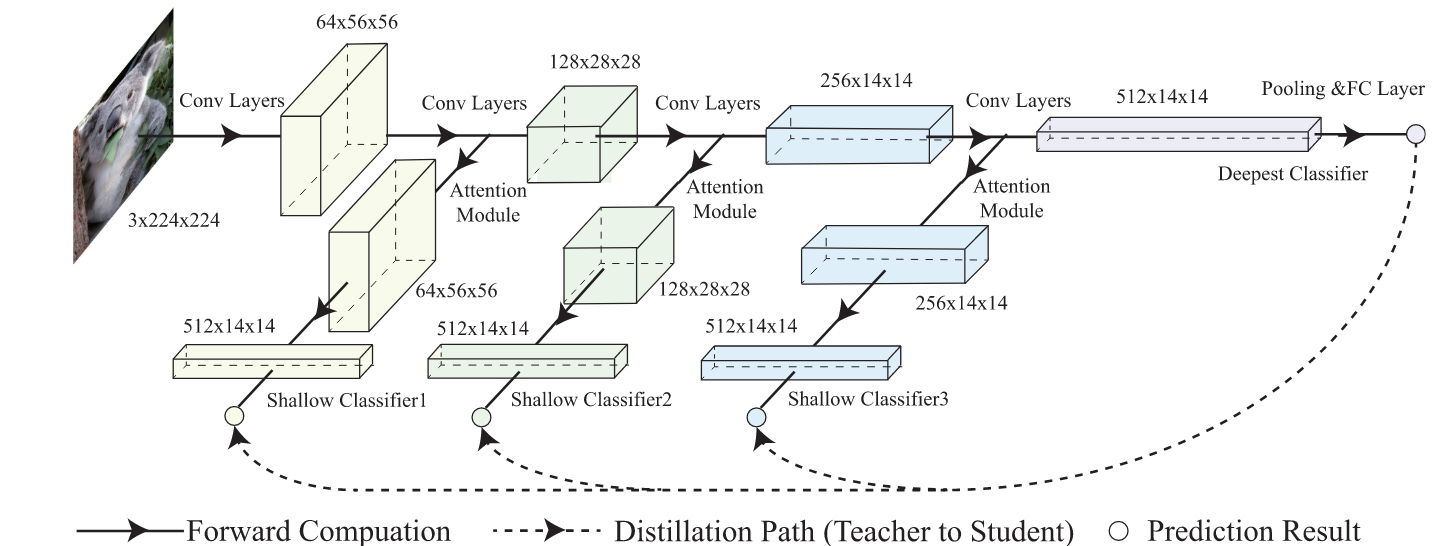 64x56x56
128x28x28
256x14x14
512x14x14
Pooling &FC Layer
Conv Layers
Conv Layers
Conv Layers
Conv Layers
Deepest Classifier
Attention
Module
Attention
Module
Attention
Module
3x224x224
64x56x56
128x28x28
256x14x14
512x14x14
512x14x14
512x14x14
Shallow Classifier1
Shallow Classifier2
Shallow Classifier3
Forward Compuation
Distillation Path (Teacher to Student)
Prediction Result